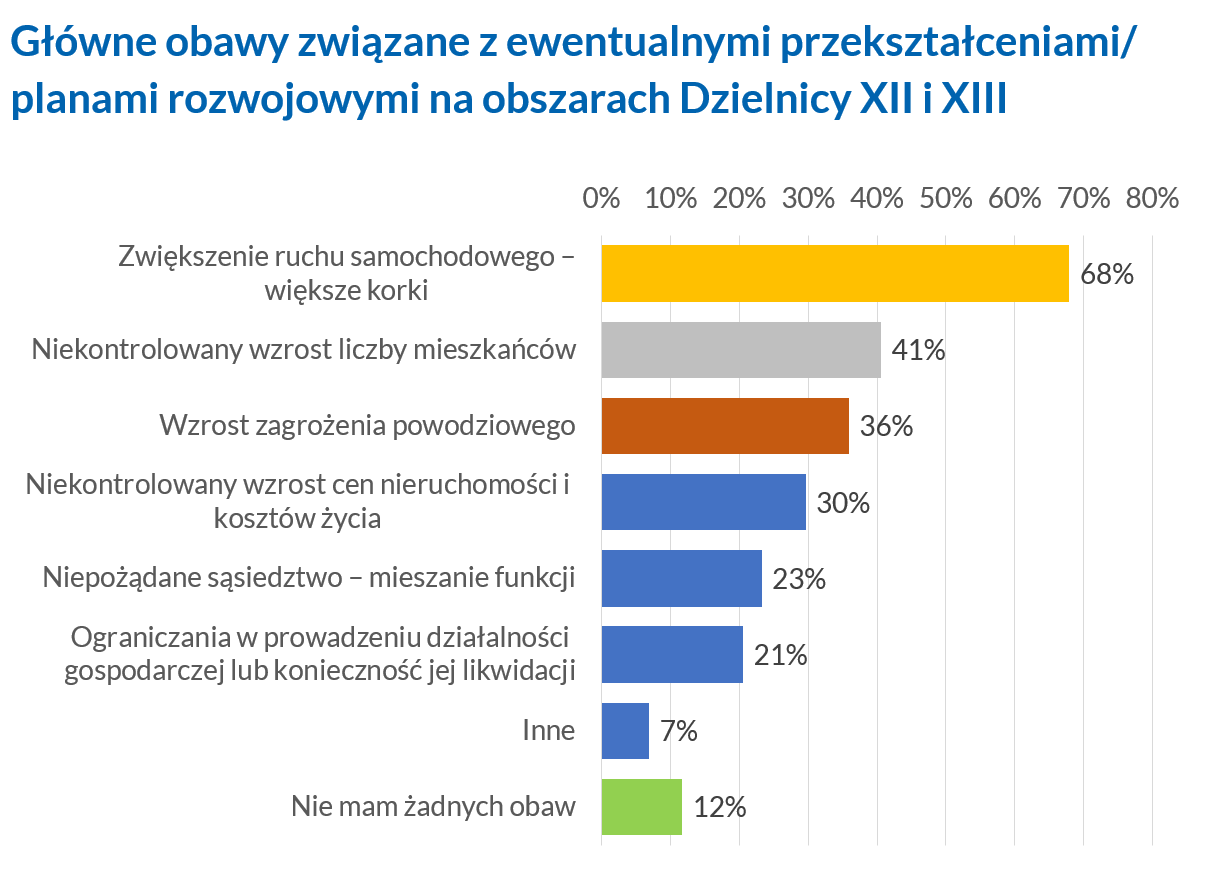 Główne obawy związane z ewentualnymi przekształceniami/
planami rozwojowymi na obszarach Dzielnicy XII i XIII
0% 10% 20% 30% 40% 50% 60% 70% 80%
Zwiększenie ruchu samochodowego –
większe korki
68%
Niekontrolowany wzrost liczby mieszkańców
41%
Wzrost zagrożenia powodziowego
36%
Niekontrolowany wzrost cen nieruchomości i
kosztów życia
30%
Niepożądane sąsiedztwo – mieszanie funkcji
23%
Ograniczania w prowadzeniu działalności
gospodarczej lub konieczność jej likwidacji
21%
Inne
7%
Nie mam żadnych obaw
12%